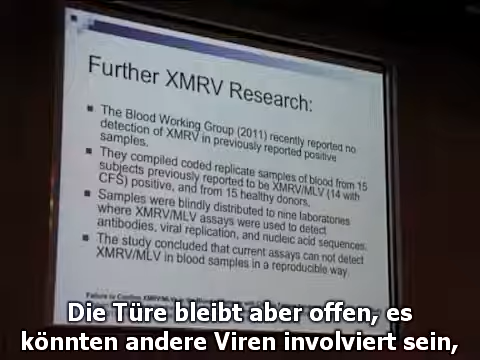 Further XMRV Research:
The Blood Working Group (2011) recently reported no
detection of XMRV in previously reported positive
samples.
They compiled coded replicate samples of blood from 15
subjects previously reported to be XMRV/MLV (14 with
CFS) positive, and from 15 healthy donors.
Samples were blindly distributed to nine laboratories
where XMRV/MLV assays were used to detect
antibodies, viral replication, and nucleic acid sequences.
The study concluded that current assays can not detect
XMRV/MLV in blood samples in a reproducible way
Die Türe bleibt aber offen, es
könnten andere Viren involviert sein,